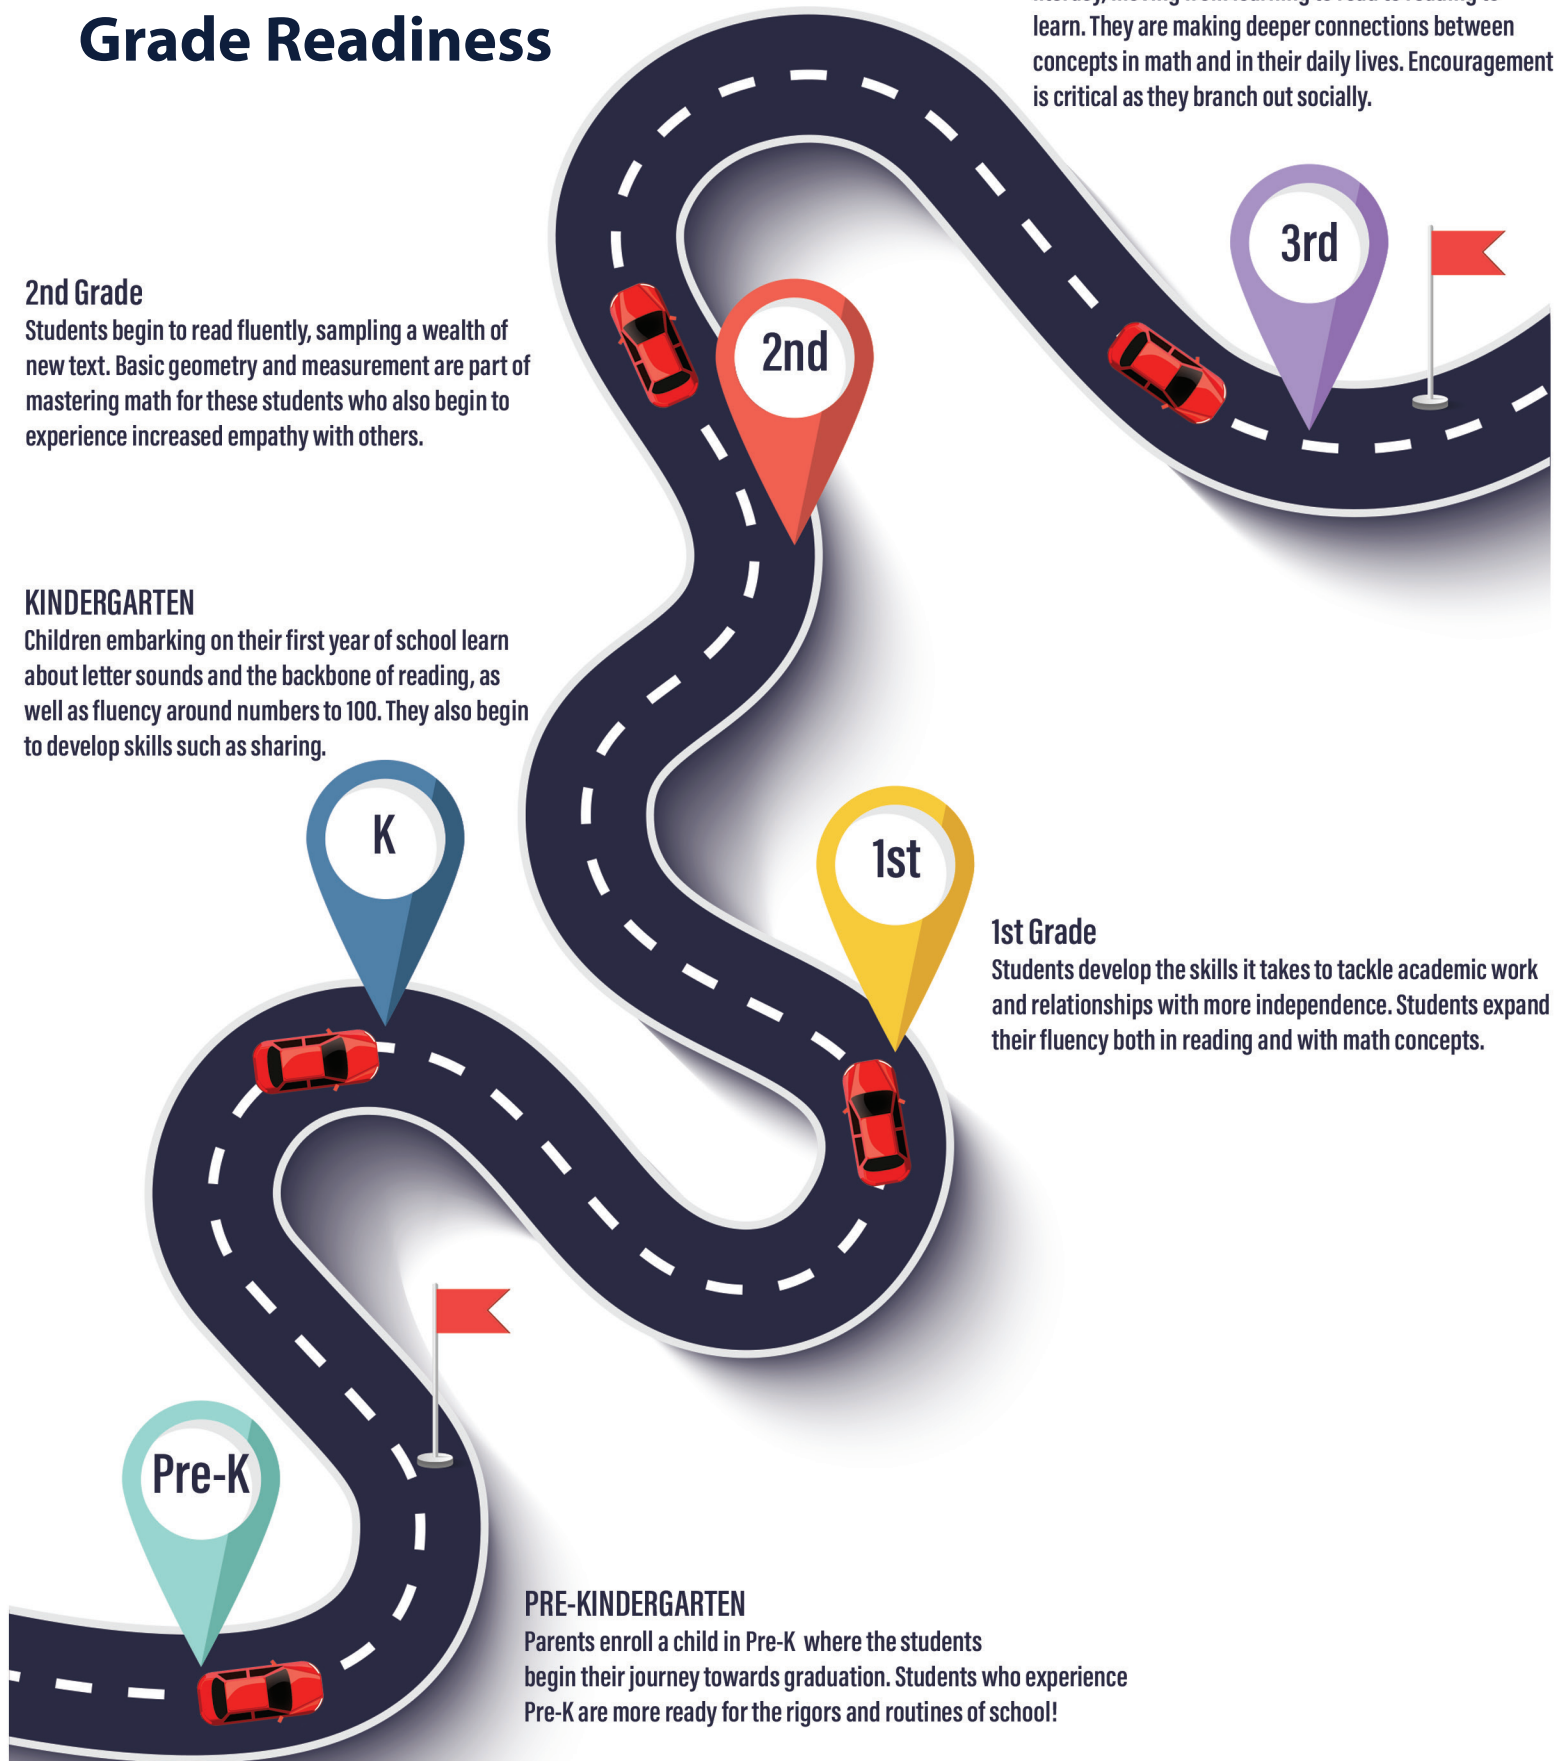 Grade Readiness
learn. They are making deeper connections between
concepts in math and in their daily lives. Encouragement
is critical as they branch out socially.
3rd
2nd Grade
Students begin to read fluently, sampling a wealth of
new text. Basic geometry and measurement are part of
mastering math for these students who also begin to
experience increased empathy with others.
2nd
KINDERGARTEN
Children embarking on their first year of school learn
about letter sounds and the backbone of reading, as
well as fluency around numbers to 100. They also begin
to develop skills such as sharing.
K
1st
1st Grade
Students develop the skills it takes to tackle academic work
and relationships with more independence. Students expand
their fluency both in reading and with math concepts.
Pre-K
PRE-KINDERGARTEN
Parents enroll a child in Pre-K where the students
begin their journey towards graduation. Students who experience
Pre-K are more ready for the rigors and routines of school!